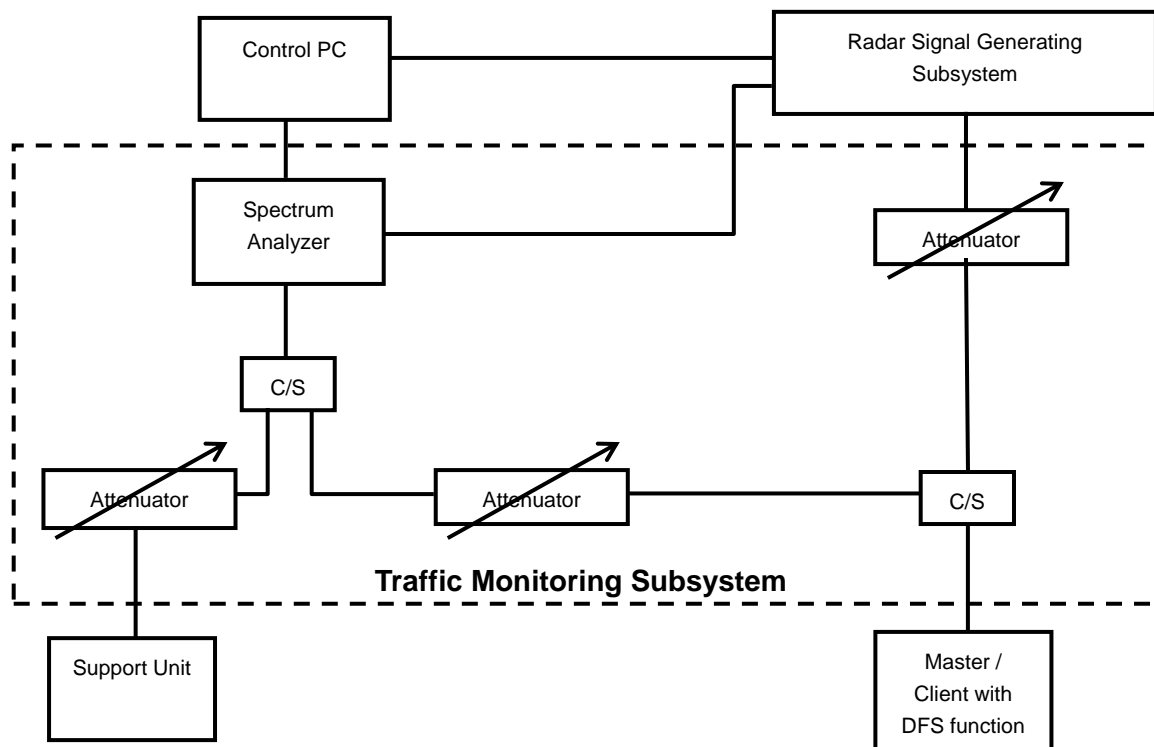 Control PC
Radar Signal Generating
Subsystem
Spectrum
Analyzer
Attenuator
C/S
Attenuator
Attenuator
C/S
Traffic Monitoring Subsystem
Support Unit
Master /
Client with
DFS function